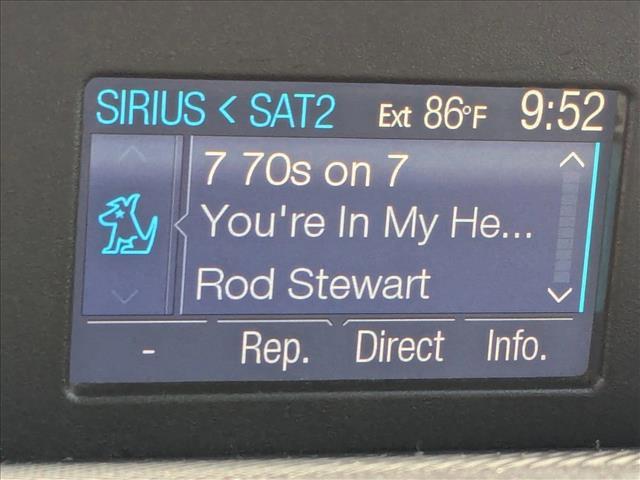 SIRIUS < SAT2 Ext 86°F 9:52
7 70s on 7
You're In My He...
Rod Stewart
- Rep. Direct Info.